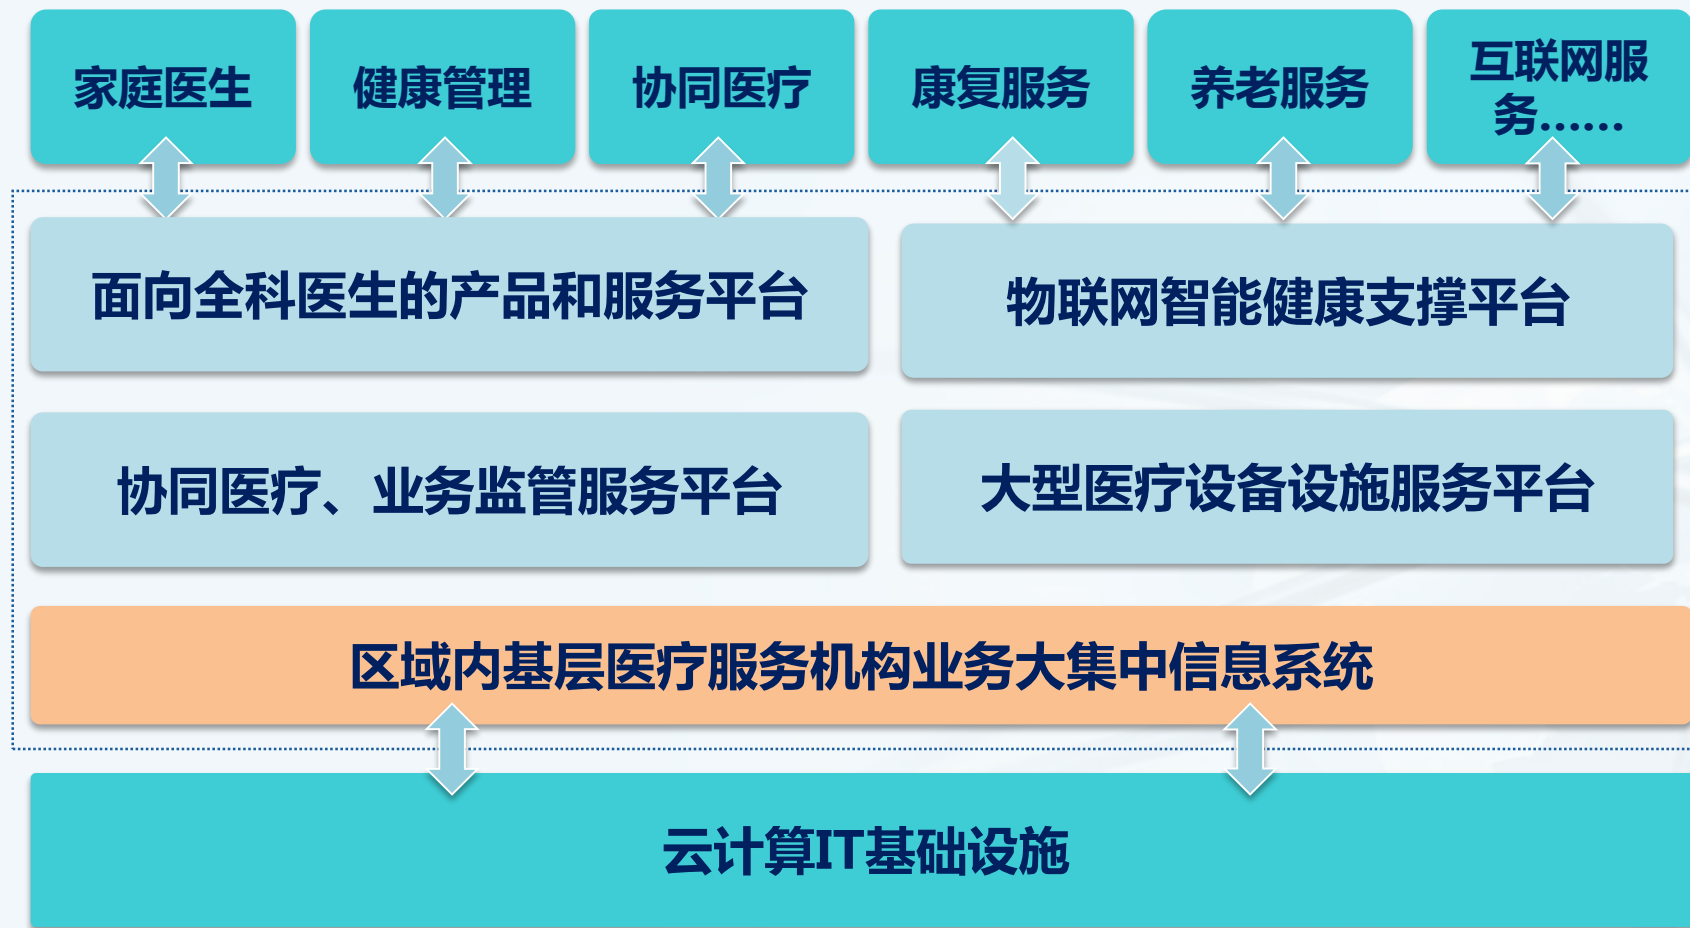 家庭医生
健康管理
协同医疗
康复服务
养老服务
互联网服
务......
面向全科医生的产品和服务平台
物联网智能健康支撑平台
协同医疗、业务监管服务平台
大型医疗设备设施服务平台
区域内基层医疗服务机构业务大集中信息系统
云计算IT基础设施